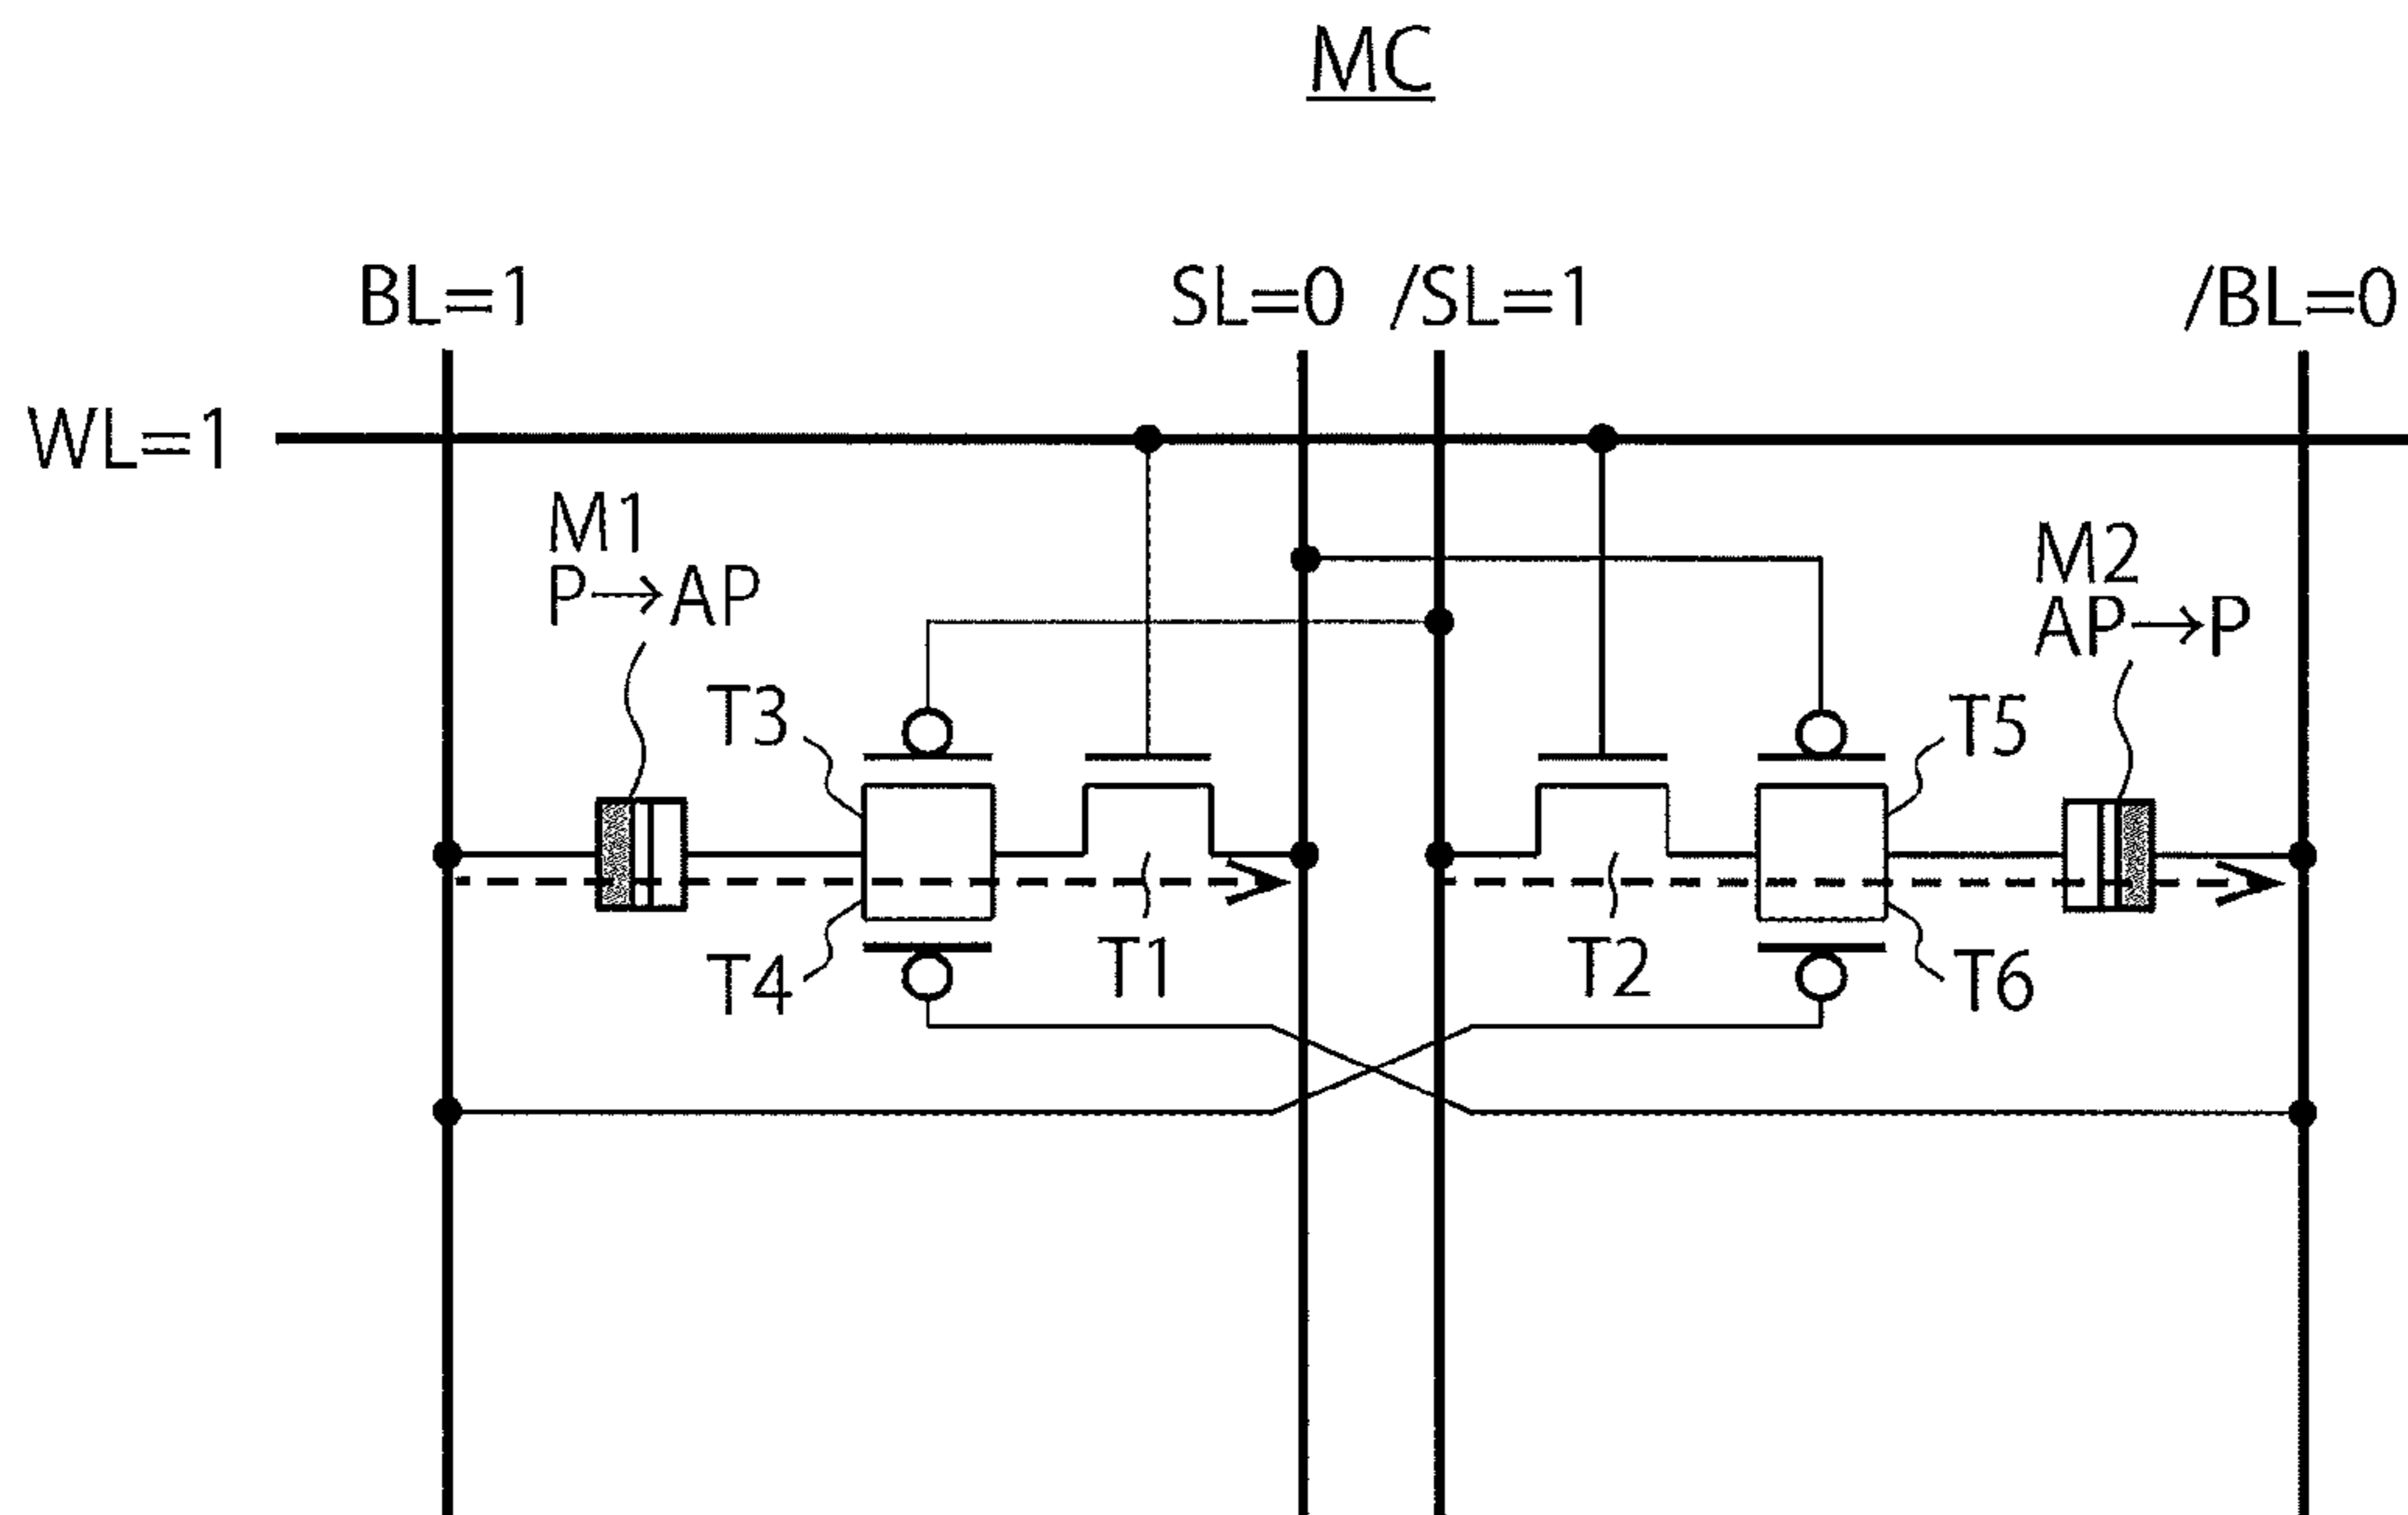 MC
BL=1
SL=0
/SL=1
/BL=0
WL=1
M1
P→AP
M2
AP→P
T3
T5
T4
T1
T2
T6